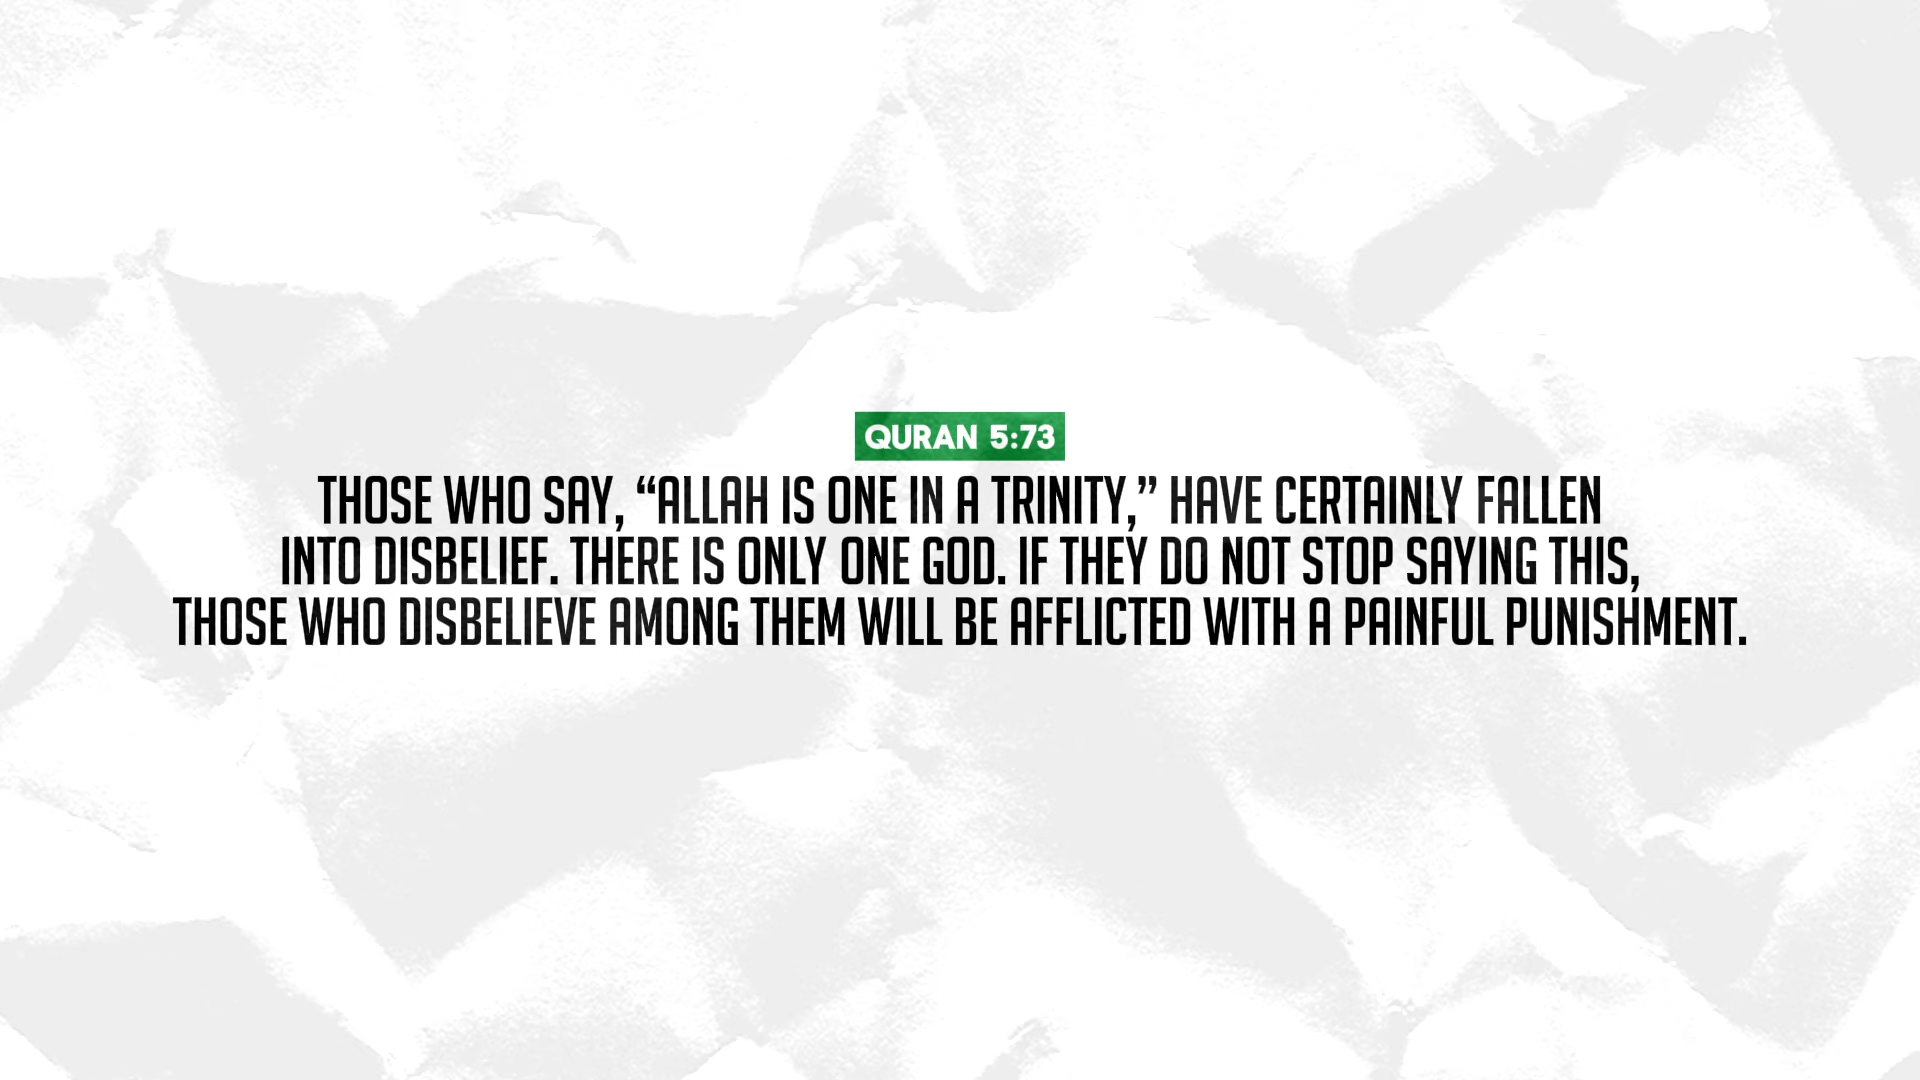 QURAN 5:73
THOSE WHO SAY, “ALLAH IS ONE IN A TRINITY,” HAVE CERTAINLY FALLEN
INTO DISBELIEF. THERE IS ONLY ONE GOD. IF THEY DO NOT STOP SAYING THIS,
THOSE WHO DISBELIEVE AMONG THEM WILL BE AFFLICTED WITH A PAINFUL PUNISHMENT.